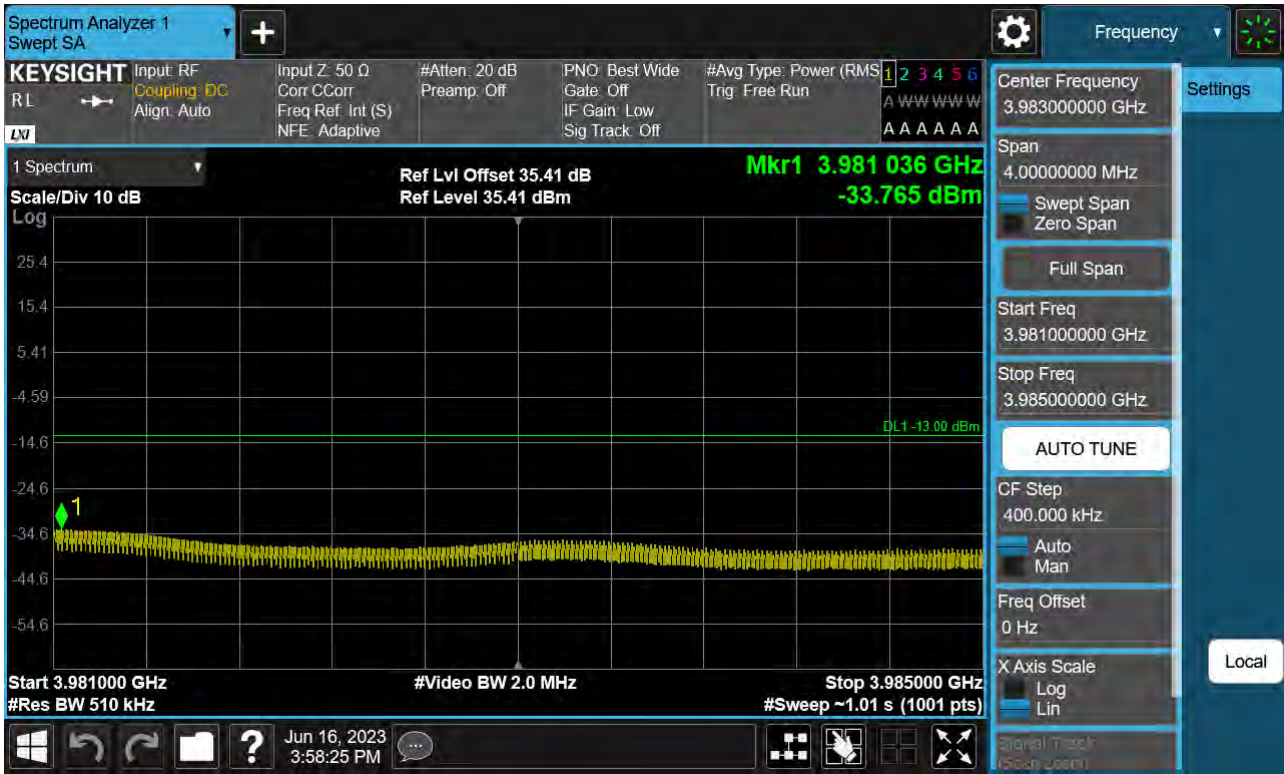 Spectrum Analyzer 1
Swept SA
+
Frequency
KEYSIGHT
RL
LXI
Input: RF
Coupling: DC
Align: Auto
Input Z: 50 Ω
Corr CCorr
Freq Ref: Int (S)
NFE: Adaptive
#Atten: 20 dB
Preamp: Off
PNO: Best Wide
Gate: Off
IF Gain: Low
Sig Track: Off
#Avg Type: Power (RMS
Trig: Free Run
1 2 3 4 5 6
A W W W W W
A A A A A A
1 Spectrum
Scale/Div 10 dB
Log
Ref Lvl Offset 35.41 dB
Ref Level 35.41 dBm
Mkr1 3.981 036 GHz
-33.765 dBm
25.4
15.4
5.41
-4.59
DL1 -13.00 dBm
-14.6
-24.6
1
-34.6
-44.6
-54.6
Start 3.981000 GHz
#Res BW 510 kHz
#Video BW 2.0 MHz
Stop 3.985000 GHz
#Sweep ~1.01 s (1001 pts)
Center Frequency
3.983000000 GHz
Span
4.00000000 MHz
Swept Span
Zero Span
Full Span
Start Freq
3.981000000 GHz
Stop Freq
3.985000000 GHz
AUTO TUNE
CF Step
400.000 kHz
Auto
Man
Freq Offset
0 Hz
X Axis Scale
Log
Lin
Signal Track
(Span Zoom)
Settings
Local
?
Jun 16, 2023
3:58:25 PM